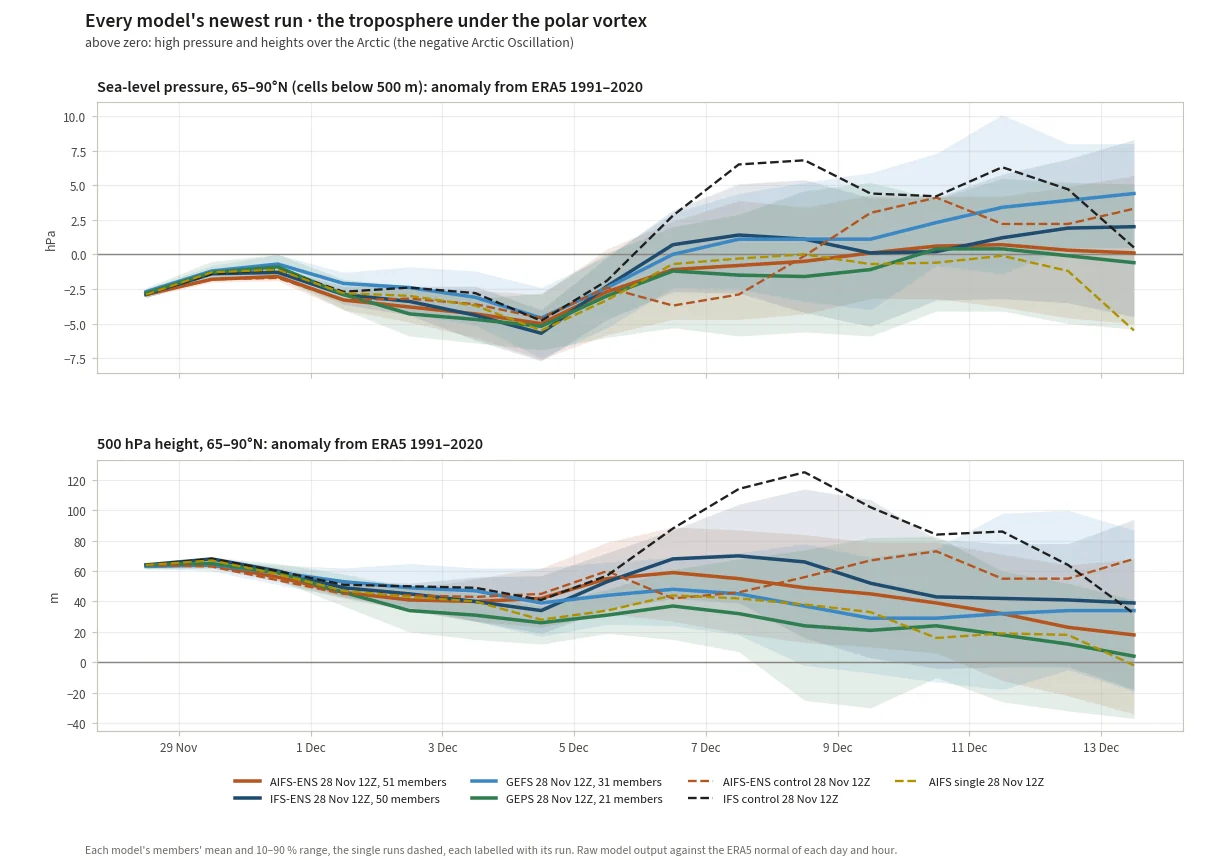 Every model's newest run · the troposphere under the polar vortex
above zero: high pressure and heights over the Arctic (the negative Arctic Oscillation)
Sea-level pressure, 65–90°N (cells below 500 m): anomaly from ERA5 1991–2020
10.0
7.5
5.0
2.5
0.0
−2.5
−5.0
−7.5
hPa
500 hPa height, 65–90°N: anomaly from ERA5 1991–2020
120
100
80
60
40
20
0
−20
−40
m
29 Nov 1 Dec 3 Dec 5 Dec 7 Dec 9 Dec 11 Dec 13 Dec
AIFS-ENS 28 Nov 12Z, 51 members GEFS 28 Nov 12Z, 31 members AIFS-ENS control 28 Nov 12Z AIFS single 28 Nov 12Z
IFS-ENS 28 Nov 12Z, 50 members GEPS 28 Nov 12Z, 21 members IFS control 28 Nov 12Z
Each model's members' mean and 10–90 % range, the single runs dashed, each labelled with its run. Raw model output against the ERA5 normal of each day and hour.